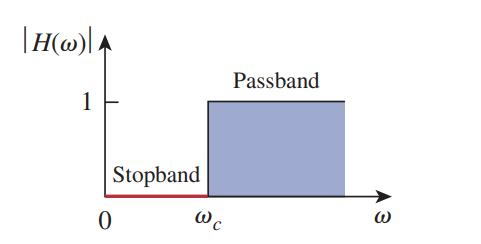 |H(ω)|
Passband
1
Stopband
0
ω_c
ω